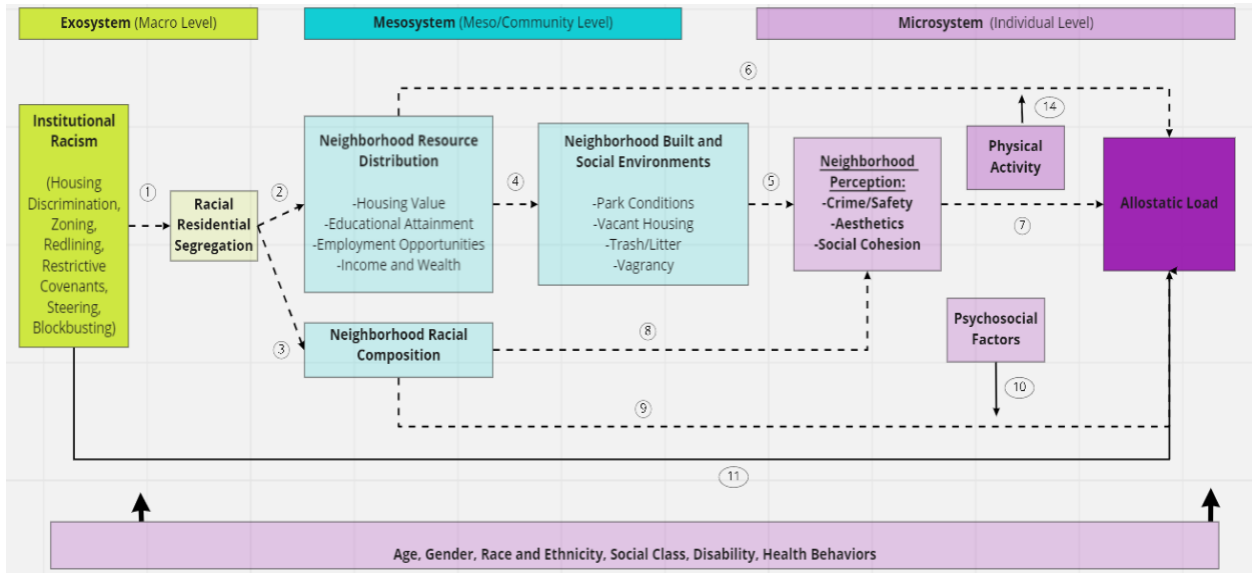 Exosystem (Macro Level)
Mesosystem (Meso/Community Level)
Microsystem (Individual Level)
Institutional
Racism
(Housing
Discrimination,
Zoning,
Redlining,
Restrictive
Covenants,
Steering,
Blockbusting)
1
Racial
Residential
Segregation
2
3
Neighborhood Resource
Distribution
-Housing Value
-Educational Attainment
-Employment Opportunities
-Income and Wealth
Neighborhood Racial
Composition
4
Neighborhood Built and
Social Environments
-Park Conditions
-Vacant Housing
-Trash/Litter
-Vagrancy
5
Neighborhood
Perception:
-Crime/Safety
-Aesthetics
-Social Cohesion
6
14
Physical
Activity
7
Allostatic Load
8
Psychosocial
Factors
10
9
11
Age, Gender, Race and Ethnicity, Social Class, Disability, Health Behaviors